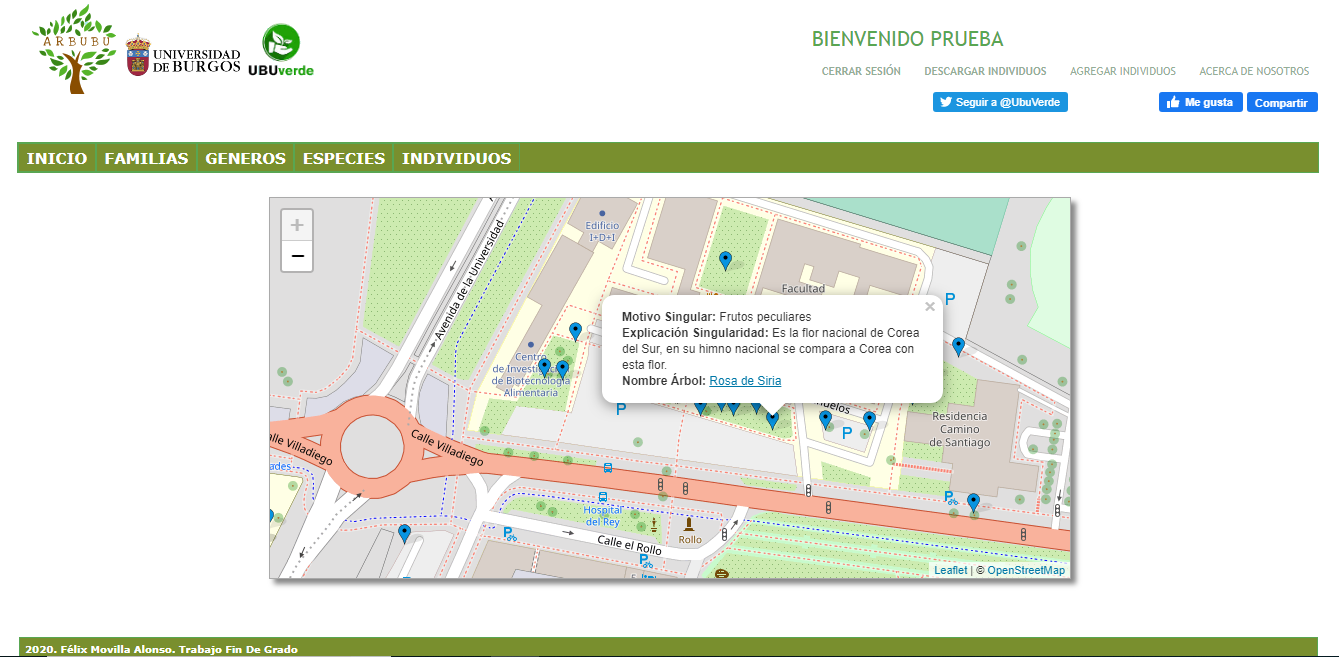 ARBUBU
UNIVERSIDAD
DE BURGOS
UBUverde
BIENVENIDO PRUEBA
CERRAR SESIÓN DESCARGAR INDIVIDUOS AGREGAR INDIVIDUOS ACERCA DE NOSOTROS
Seguir a @UbuVerde
Me gusta
Compartir
INICIO FAMILIAS GENEROS ESPECIES INDIVIDUOS
+
−
Avenida de la Universidad
Edificio
I+D+I
Facultad
P
Motivo Singular: Frutos peculiares
Explicación Singularidad: Es la flor nacional de Corea
del Sur, en su himno nacional se compara a Corea con
esta flor.
Nombre Árbol: Rosa de Siria
×
Centro
de Investigación
de Biotecnología
Alimentaria
P
P
Residencia
Camino
de Santiago
alle Villadiego
Calle Villadiego
P
Hospital
del Rey
P
Rollo
Calle el Rollo
P
Leaflet | © OpenStreetMap
2020. Félix Movilla Alonso. Trabajo Fin De Grado